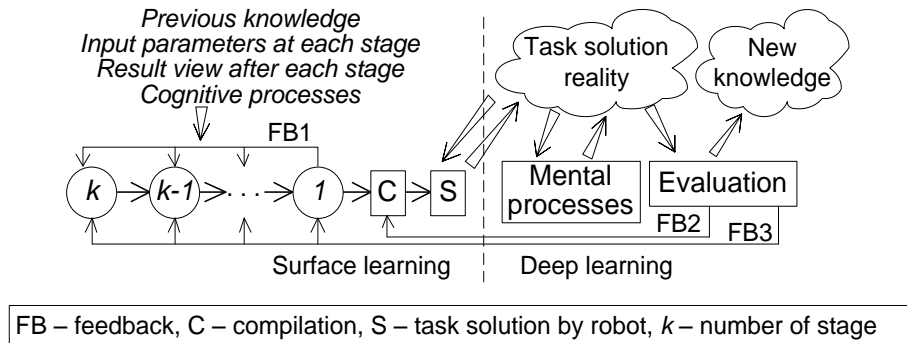 Previous knowledge
Input parameters at each stage
Result view after each stage
Cognitive processes
Task solution
reality
New
knowledge
FB1
k
k-1
. . .
1
C
S
Mental
processes
Evaluation
FB2
FB3
Surface learning
Deep learning
FB – feedback, C – compilation, S – task solution by robot, k – number of stage